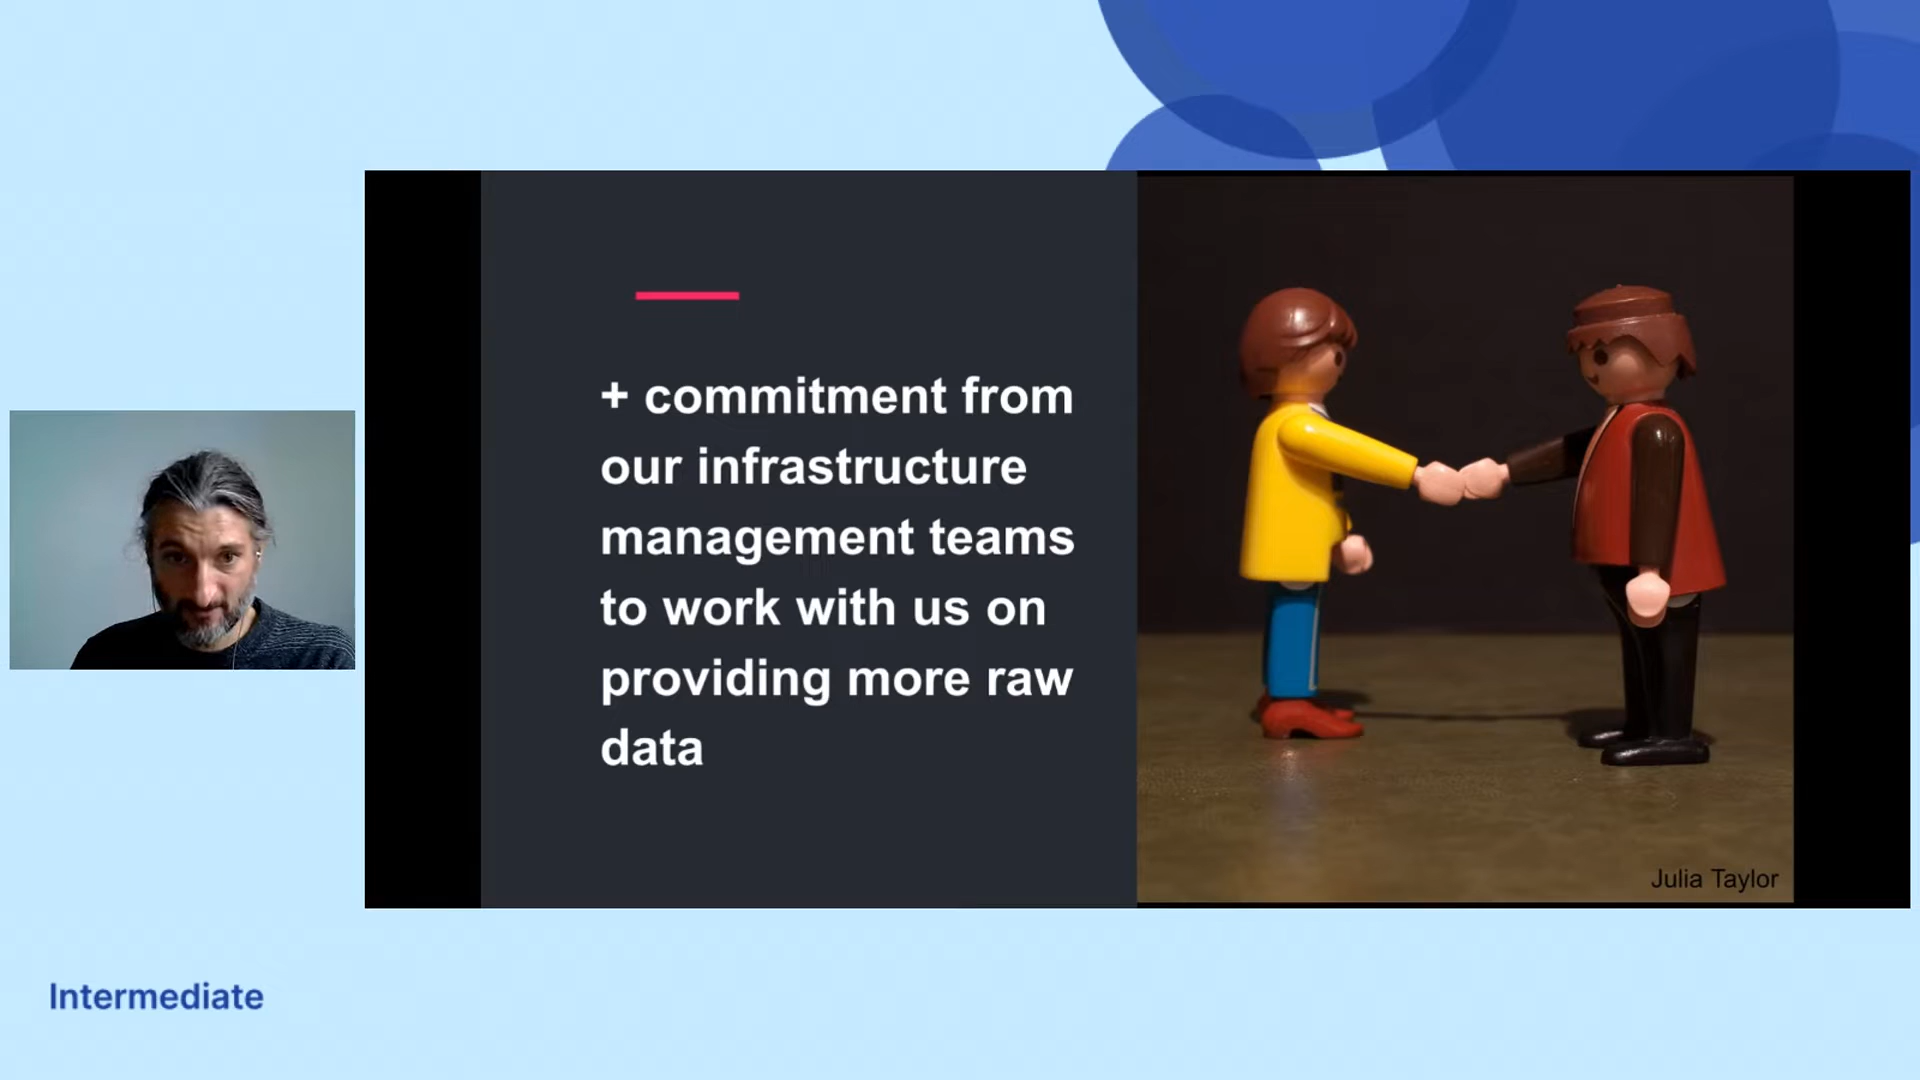 + commitment from
our infrastructure
management teams
to work with us on
providing more raw
data
Julia Taylor
Intermediate